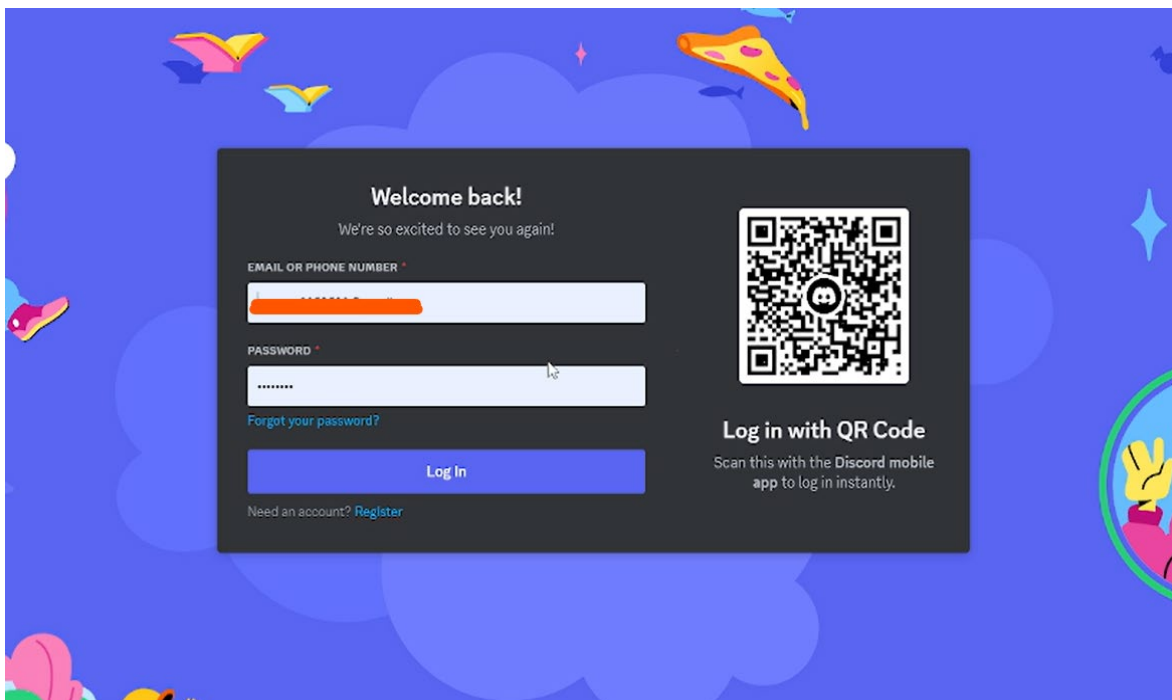 Welcome back!
We're so excited to see you again!
EMAIL OR PHONE NUMBER *
PASSWORD *
••••••••
Forgot your password?
Log In
Need an account? Register
Log in with QR Code
Scan this with the Discord mobile
app to log in instantly.